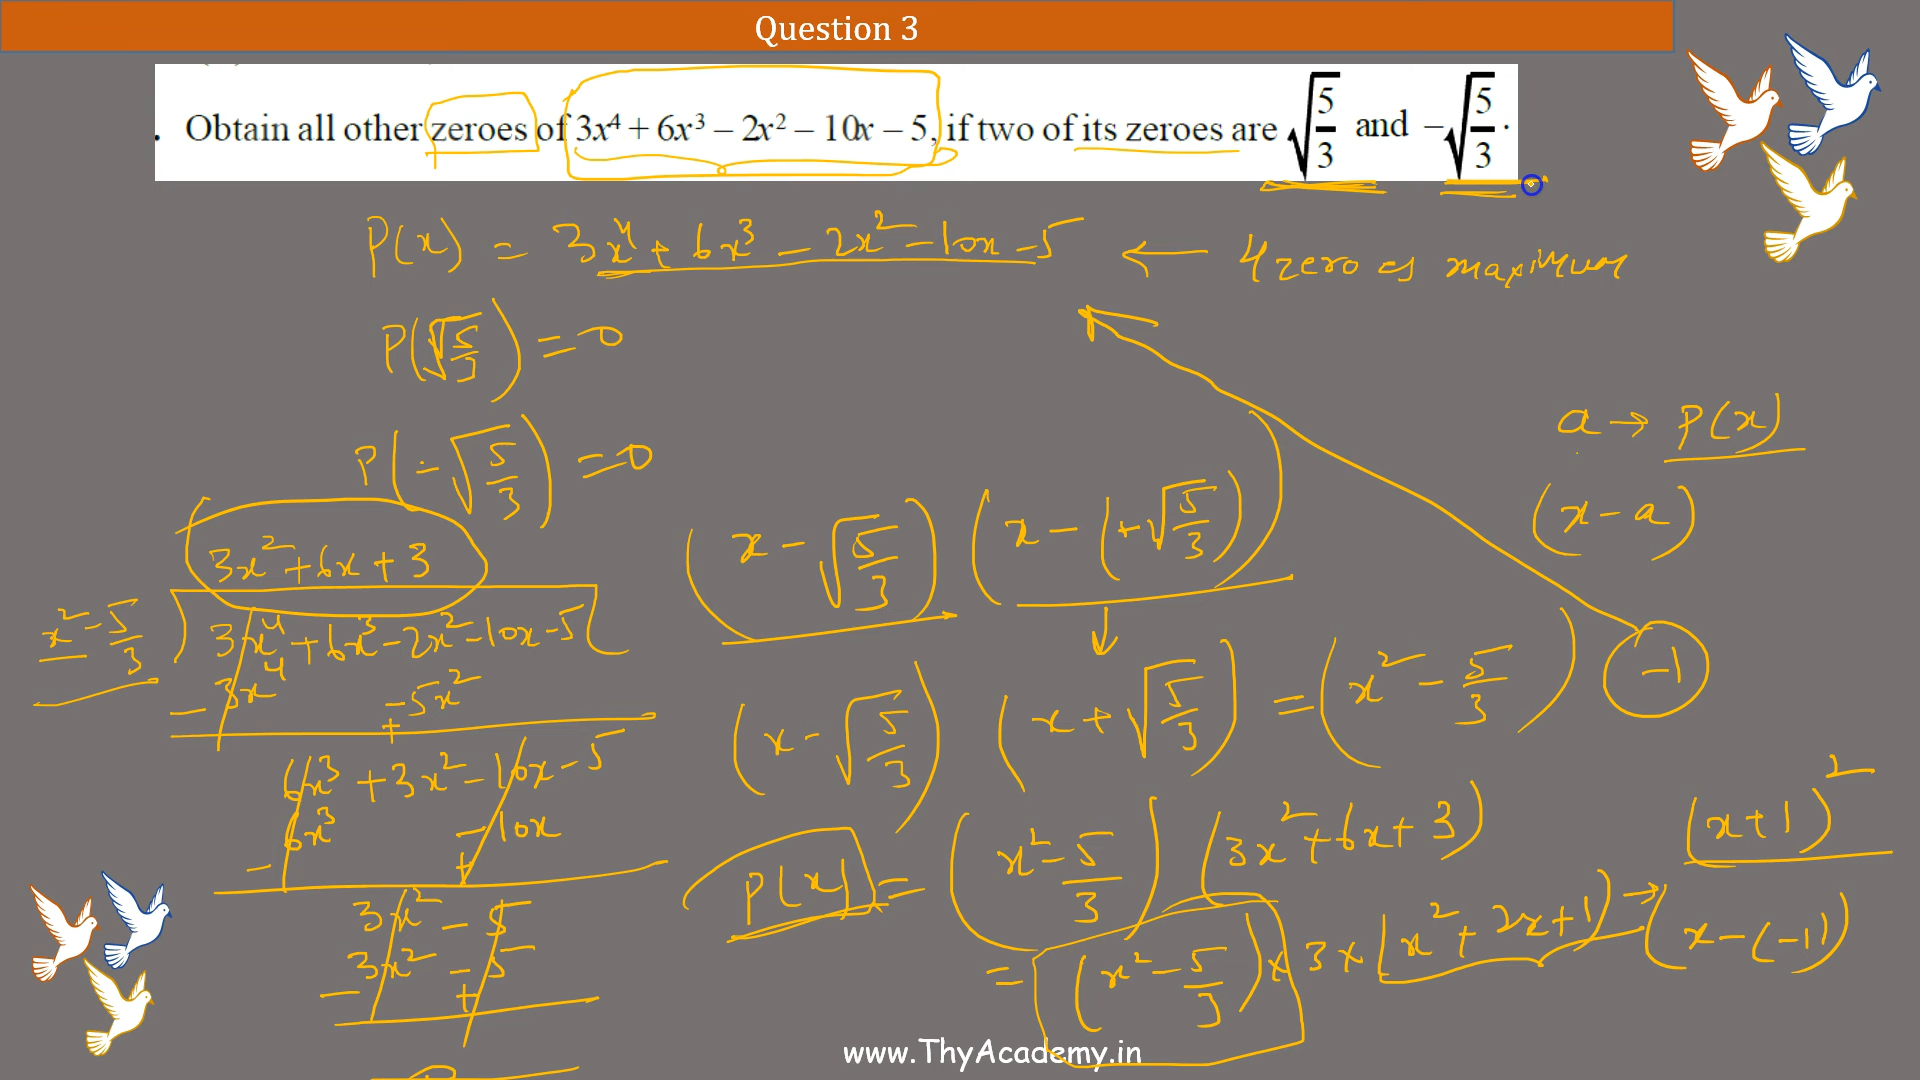 Question 3
. Obtain all other zeroes of 3x⁴ + 6x³ – 2x² – 10x – 5, if two of its zeroes are √(5/3) and –√(5/3).
P(x) = 3x⁴ + 6x³ – 2x² – 10x – 5 ← 4 zeroes maximum
P(√(5/3)) = 0
P(–√(5/3)) = 0
a → P(x)
(x – a)
(x – √(5/3)) (x – (+√(5/3)))
(x – √(5/3)) (x + √(5/3)) = (x² – 5/3)
–1
3x² + 6x + 3
x² – 5/3 ) 3x⁴ + 6x³ – 2x² – 10x – 5 (
3x⁴ – 5x²
– +
6x³ + 3x² – 10x – 5
6x³ – 10x
– +
3x² – 5
3x² – 5
– +
P(x) = (x² – 5/3) (3x² + 6x + 3)
= (x² – 5/3) × 3 × (x² + 2x + 1) → (x + 1)²
(x – (–1))
www.ThyAcademy.in